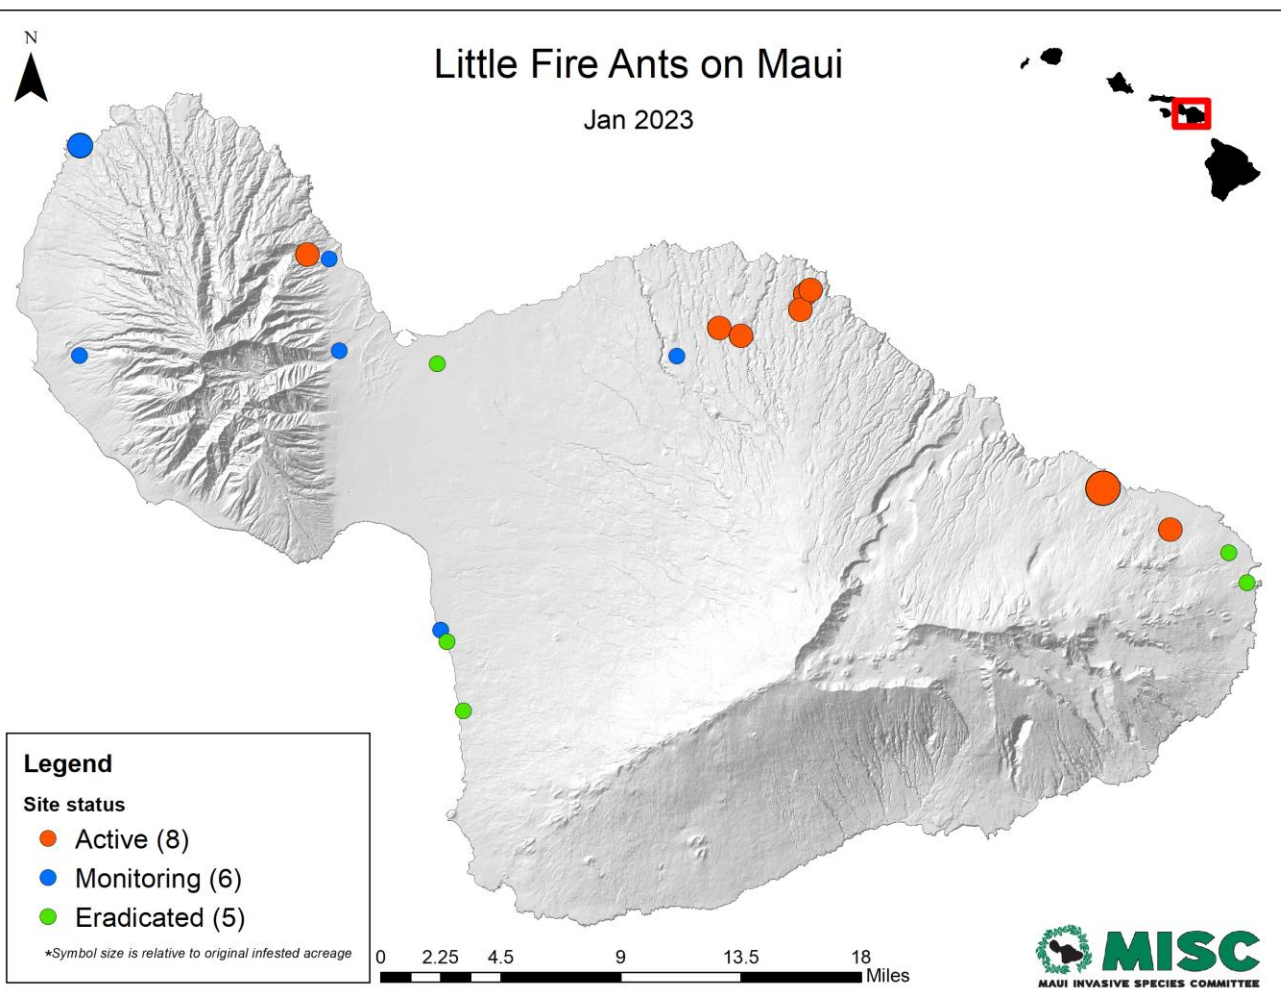 N
Little Fire Ants on Maui
Jan 2023
Legend
Site status
Active (8)
Monitoring (6)
Eradicated (5)
*Symbol size is relative to original infested acreage
0 2.25 4.5 9 13.5 18
Miles
MISC
MAUI INVASIVE SPECIES COMMITTEE